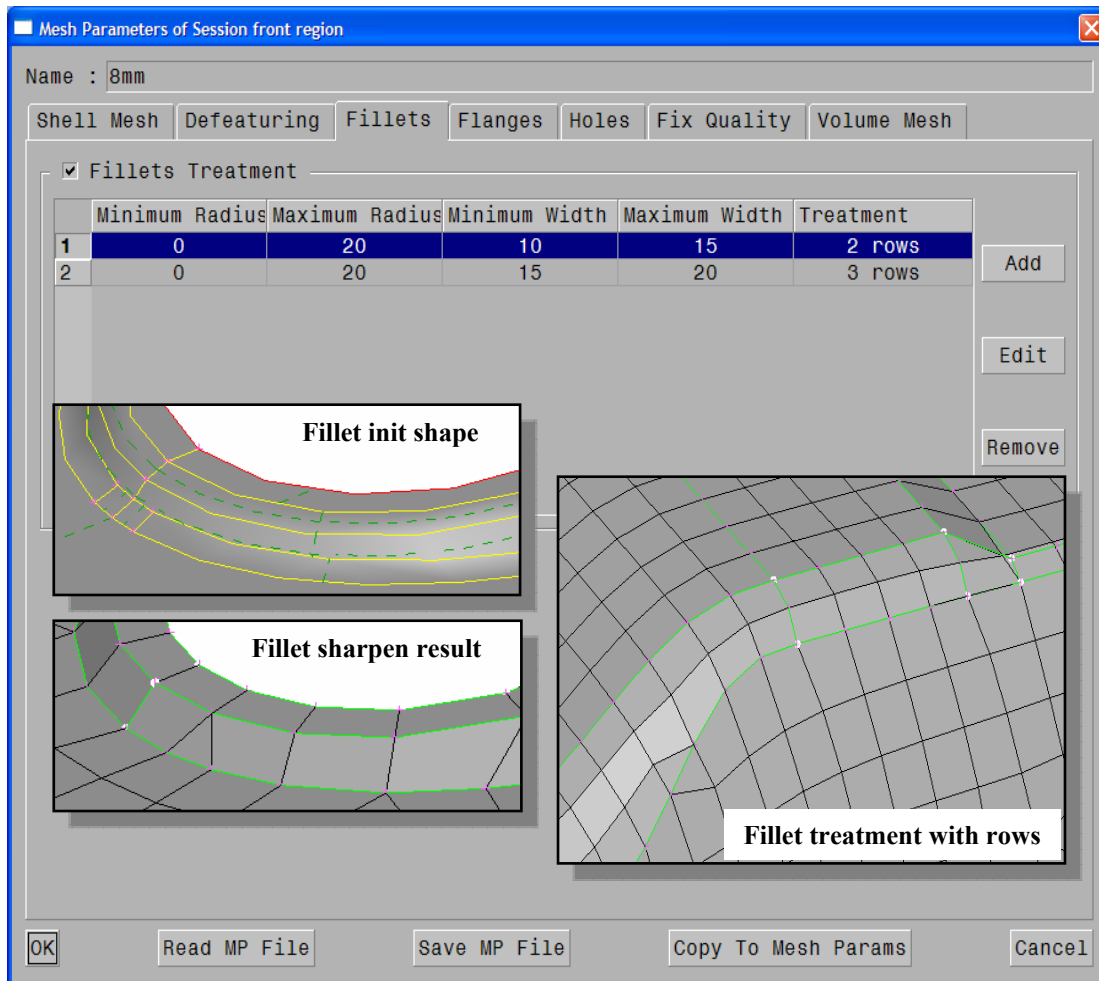 Mesh Parameters of Session front region
Name : 8mm
Shell Mesh Defeaturing Fillets Flanges Holes Fix Quality Volume Mesh
Fillets Treatment
Minimum Radius Maximum Radius Minimum Width Maximum Width Treatment
1 0 20 10 15 2 rows
2 0 20 15 20 3 rows
Add
Edit
Remove
Fillet init shape
Fillet sharpen result
Fillet treatment with rows
OK Read MP File Save MP File Copy To Mesh Params Cancel